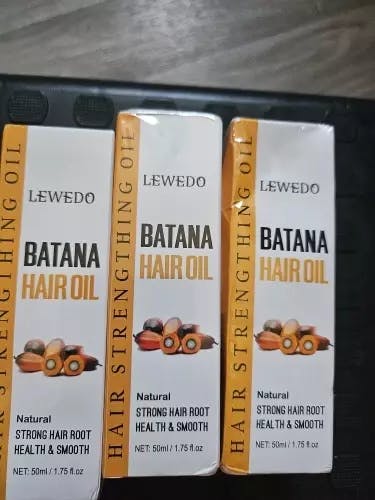 HAIR STRENGTHING OIL
LEWEDO
BATANA
HAIR OIL
Natural
STRONG HAIR ROOT
HEALTH & SMOOTH
NET: 50ml / 1.75 fl.oz
HAIR STRENGTHING OIL
LEWEDO
BATANA
HAIR OIL
Natural
STRONG HAIR ROOT
HEALTH & SMOOTH
NET: 50ml / 1.75 fl.oz
HAIR STRENGTHING OIL
LEWEDO
BATANA
HAIR OIL
Natural
STRONG HAIR ROOT
HEALTH & SMOOTH
NET: 50ml / 1.75 fl.oz